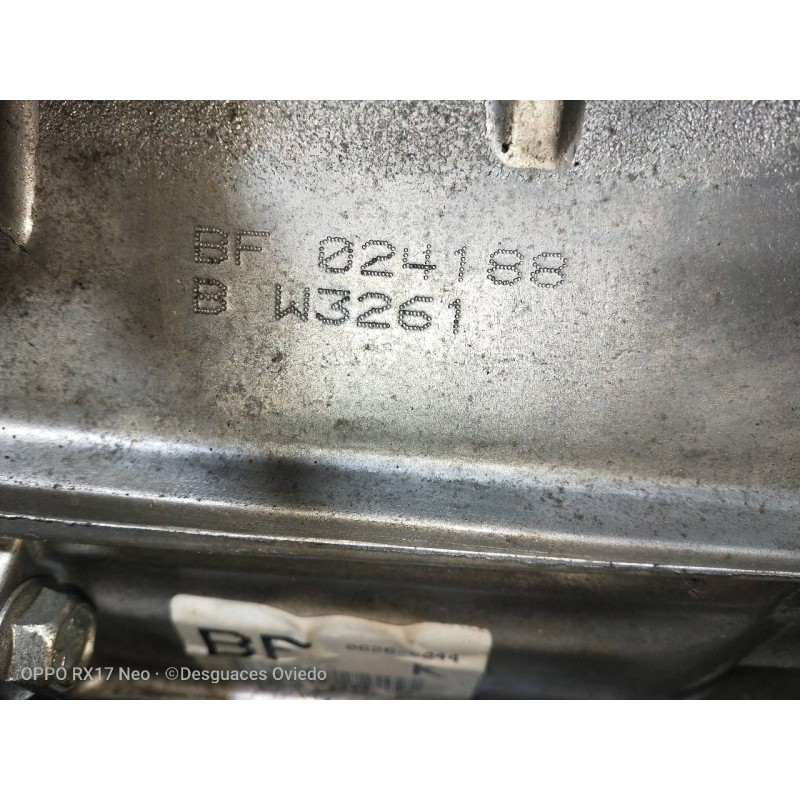 BF 024188
B W3261
BF
OPPO RX17 Neo · ©Desguaces Oviedo